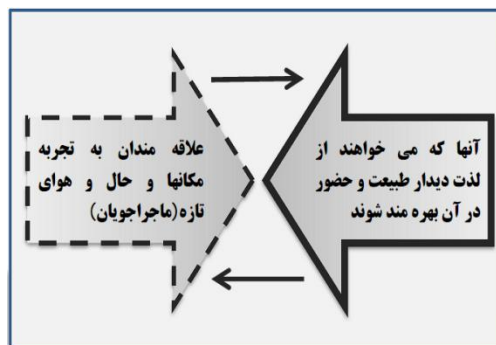 آنها که می خواهند از
لذت دیدار طبیعت و حضور
در آن بهره مند شوند
علاقه مندان به تجربه
مکانها و حال و هوای
تازه(ماجراجویان)